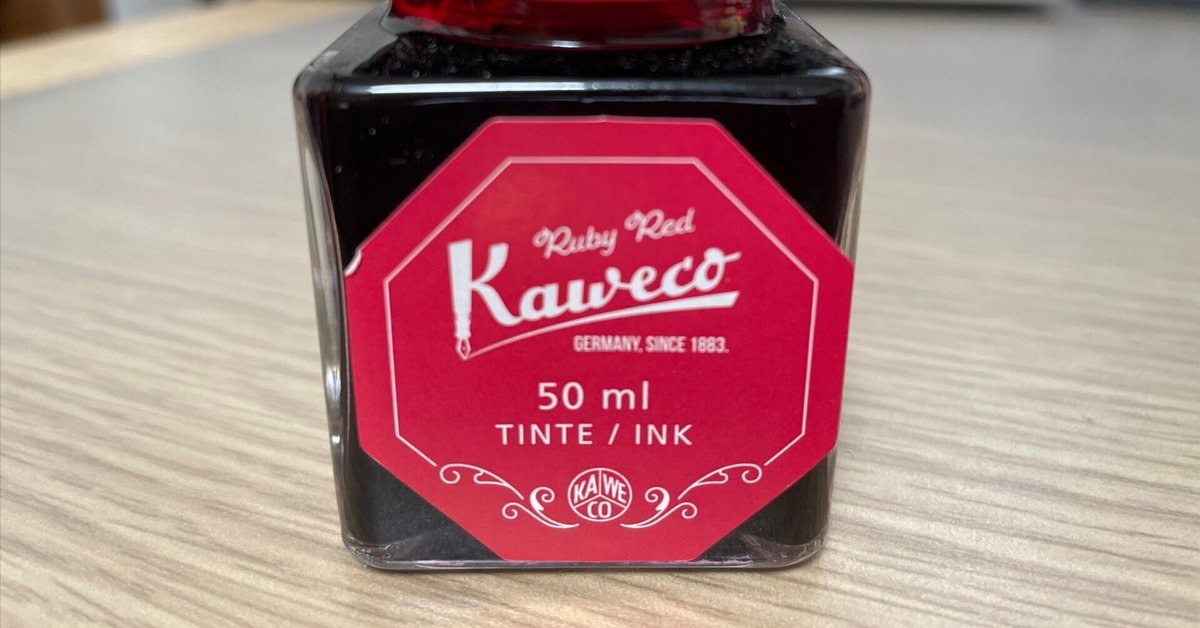 Ruby Red
Kaweco
GERMANY, SINCE 1883.
50 ml
TINTE / INK
KA WE
CO